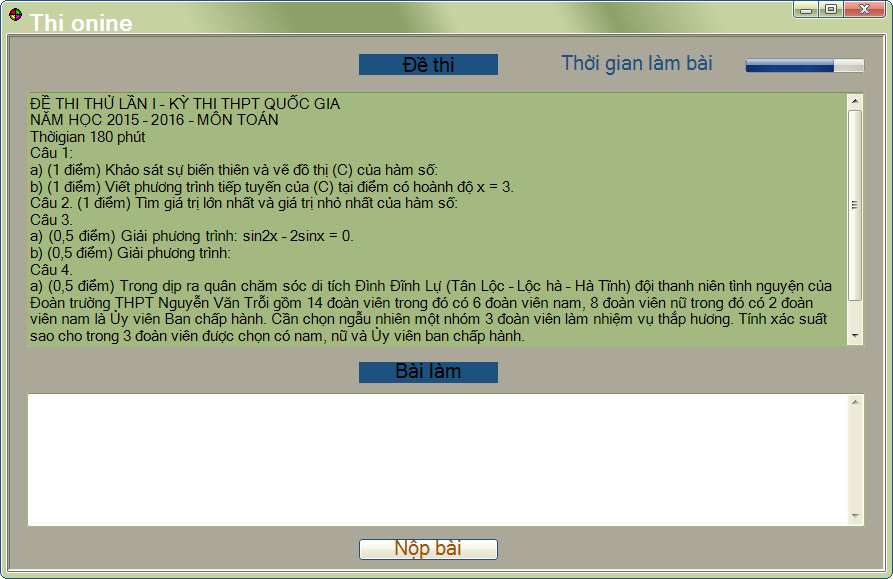 Thi onine
Đề thi
Thời gian làm bài
ĐỀ THI THỬ LẦN I - KỲ THI THPT QUỐC GIA
NĂM HỌC 2015 - 2016 - MÔN TOÁN
Thờigian 180 phút
Câu 1:
a) (1 điểm) Khảo sát sự biến thiên và vẽ đồ thị (C) của hàm số:
b) (1 điểm) Viết phương trình tiếp tuyến của (C) tại điểm có hoành độ x = 3.
Câu 2. (1 điểm) Tìm giá trị lớn nhất và giá trị nhỏ nhất của hàm số:
Câu 3.
a) (0,5 điểm) Giải phương trình: sin2x - 2sinx = 0.
b) (0,5 điểm) Giải phương trình:
Câu 4.
a) (0,5 điểm) Trong dịp ra quân chăm sóc di tích Đình Đĩnh Lự (Tân Lộc - Lộc hà - Hà Tĩnh) đội thanh niên tình nguyện của
Đoàn trường THPT Nguyễn Văn Trỗi gồm 14 đoàn viên trong đó có 6 đoàn viên nam, 8 đoàn viên nữ trong đó có 2 đoàn
viên nam là Ủy viên Ban chấp hành. Cần chọn ngẫu nhiên một nhóm 3 đoàn viên làm nhiệm vụ thắp hương. Tính xác suất
sao cho trong 3 đoàn viên được chọn có nam, nữ và Ủy viên ban chấp hành.
Bài làm
Nộp bài